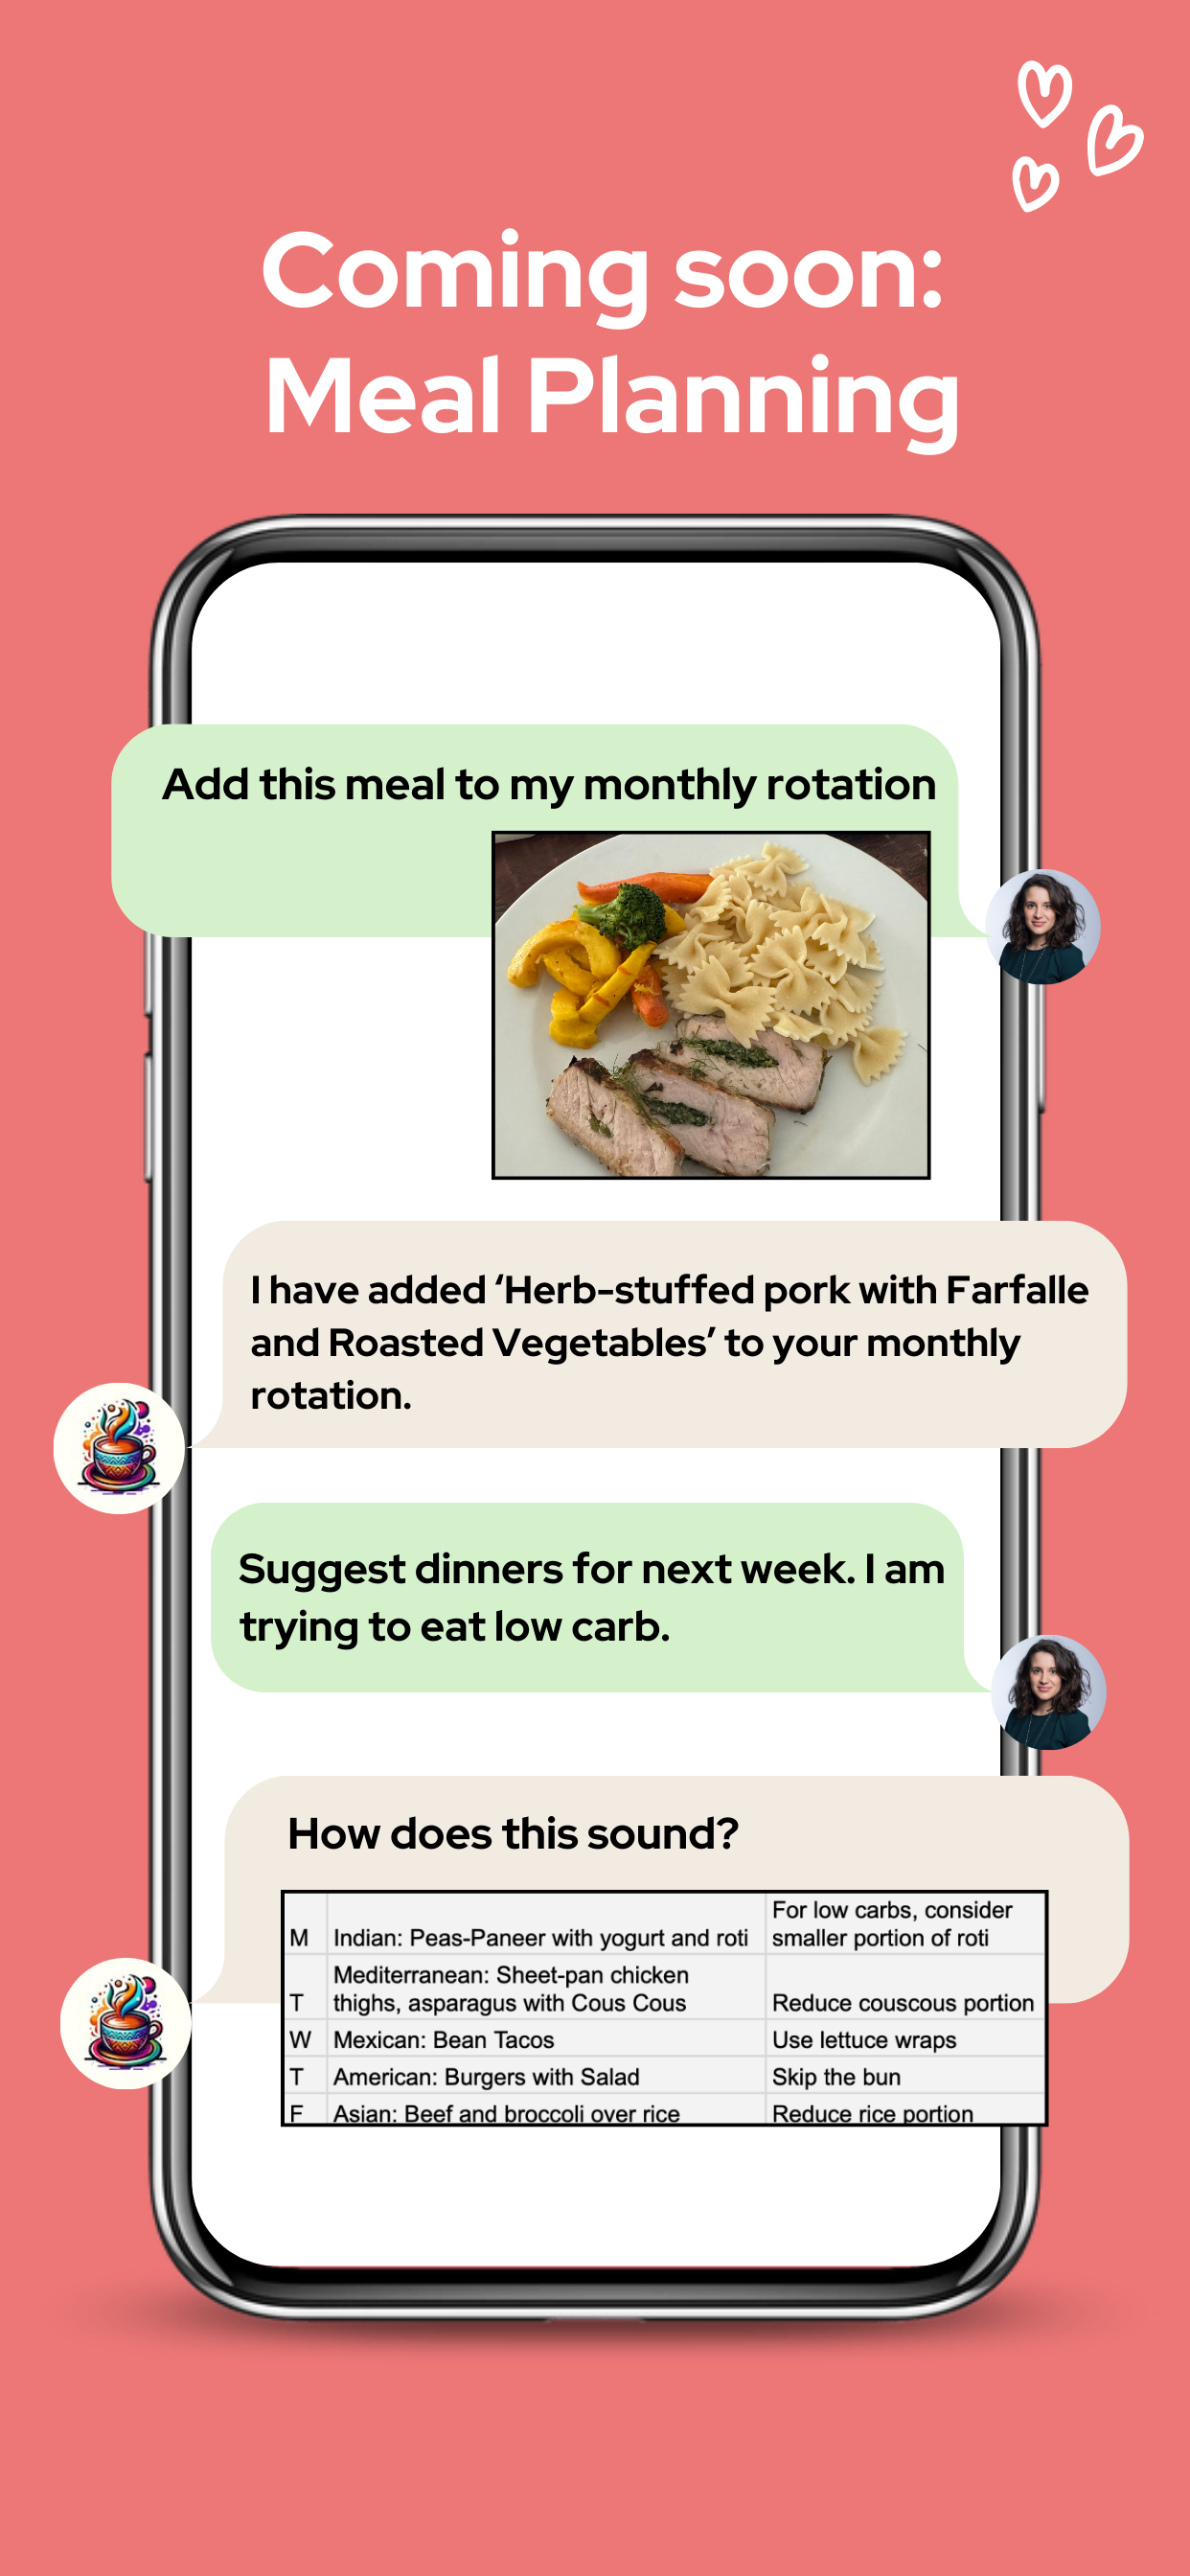 Coming soon:
Meal Planning
Add this meal to my monthly rotation
I have added ‘Herb-stuffed pork with Farfalle
and Roasted Vegetables’ to your monthly
rotation.
Suggest dinners for next week. I am
trying to eat low carb.
How does this sound?
M Indian: Peas-Paneer with yogurt and roti For low carbs, consider
smaller portion of roti
T Mediterranean: Sheet-pan chicken
thighs, asparagus with Cous Cous Reduce couscous portion
W Mexican: Bean Tacos Use lettuce wraps
T American: Burgers with Salad Skip the bun
F Asian: Beef and broccoli over rice Reduce rice portion